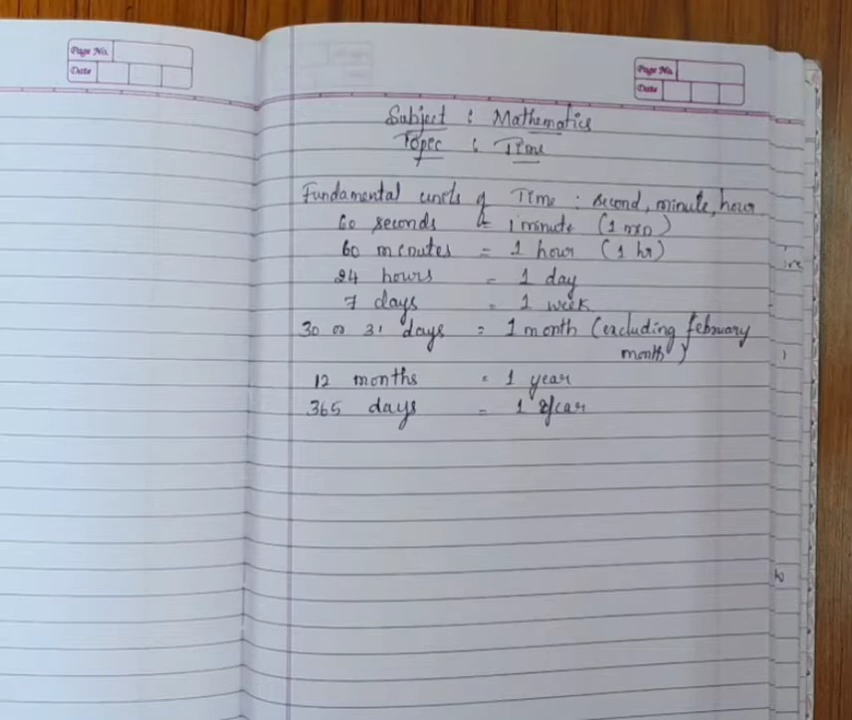 Page No.
Date
Page No.
Date
Subject : Mathematics
Topic : Time
Fundamental units of Time : second, minute, hour
60 seconds = 1 minute (1 min)
60 minutes = 1 hour (1 hr)
24 hours = 1 day
7 days = 1 week
30 or 31 days = 1 month (excluding february
month)
12 months = 1 year
365 days = 1 year